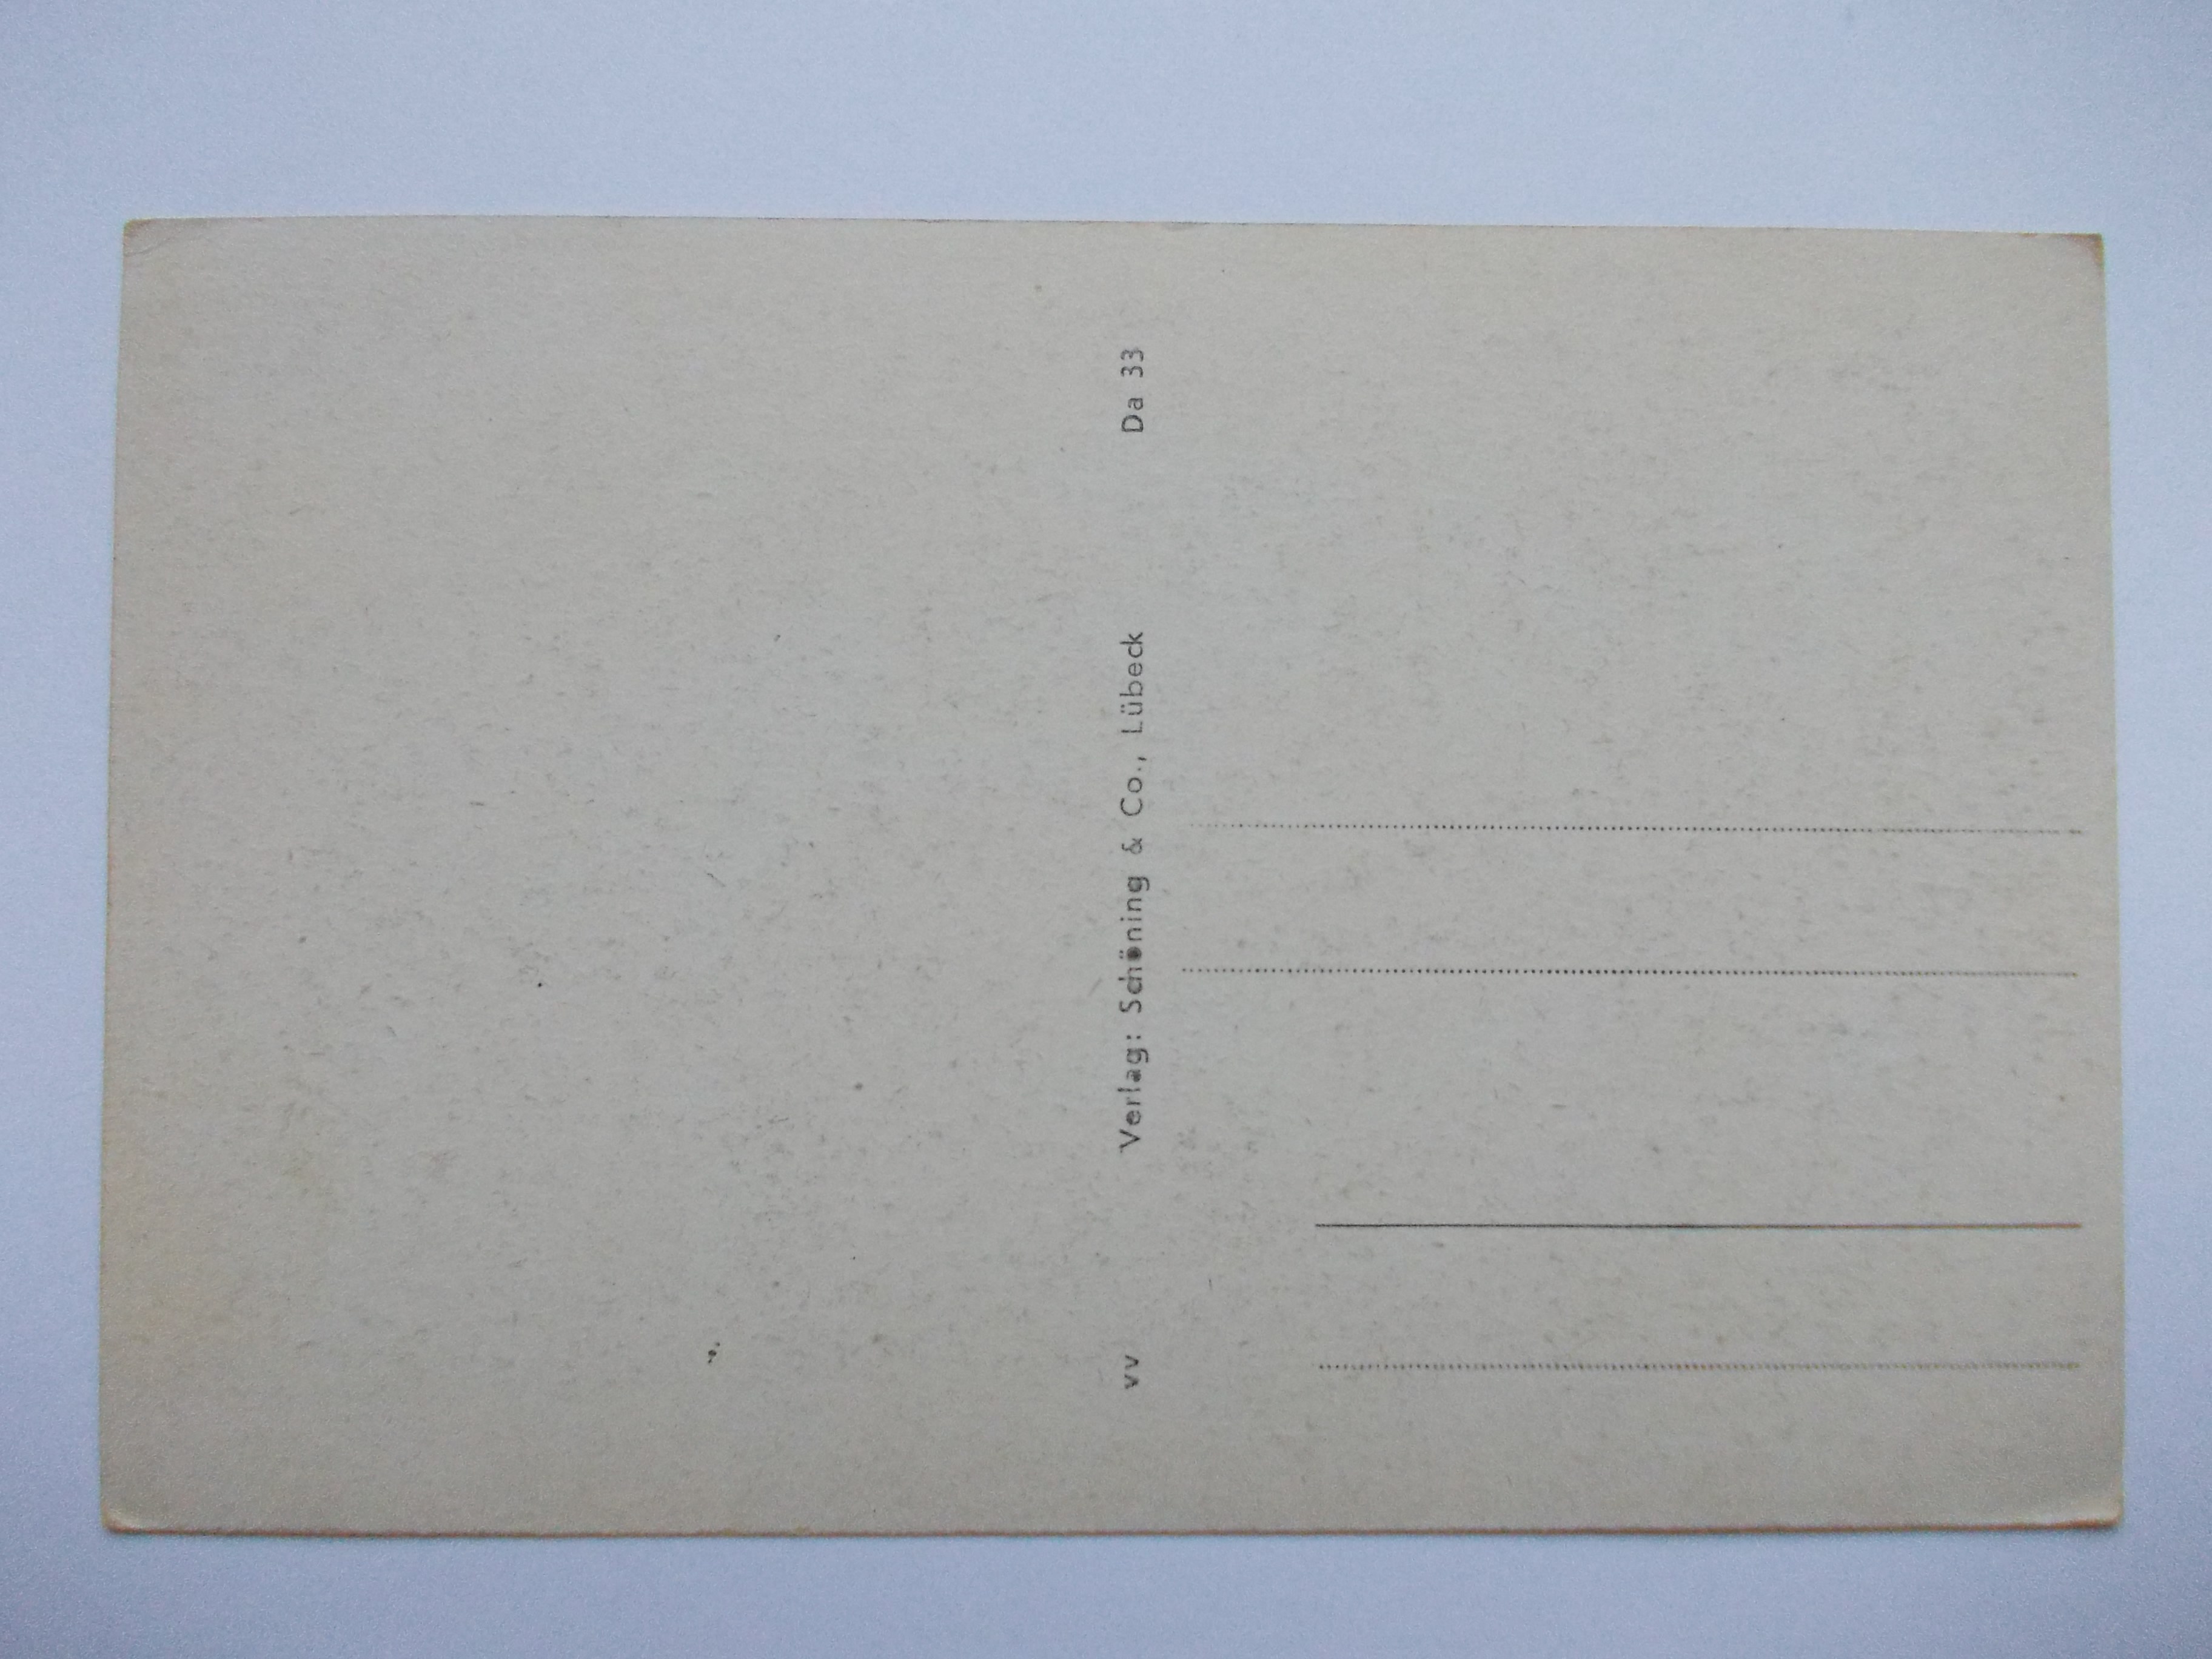 vv Verlag: Schöning & Co., Lübeck Da 33